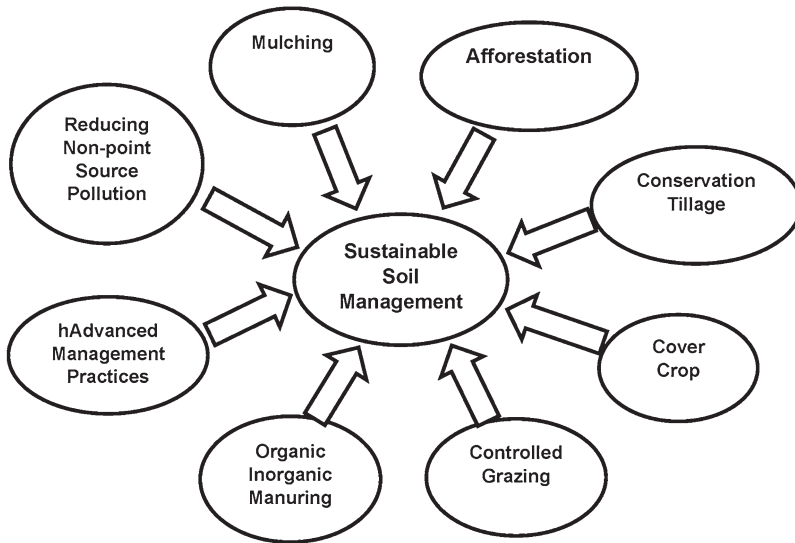 Mulching
Afforestation
Reducing
Non-point
Source
Pollution
Conservation
Tillage
Sustainable
Soil
Management
hAdvanced
Management
Practices
Cover
Crop
Organic
Inorganic
Manuring
Controlled
Grazing